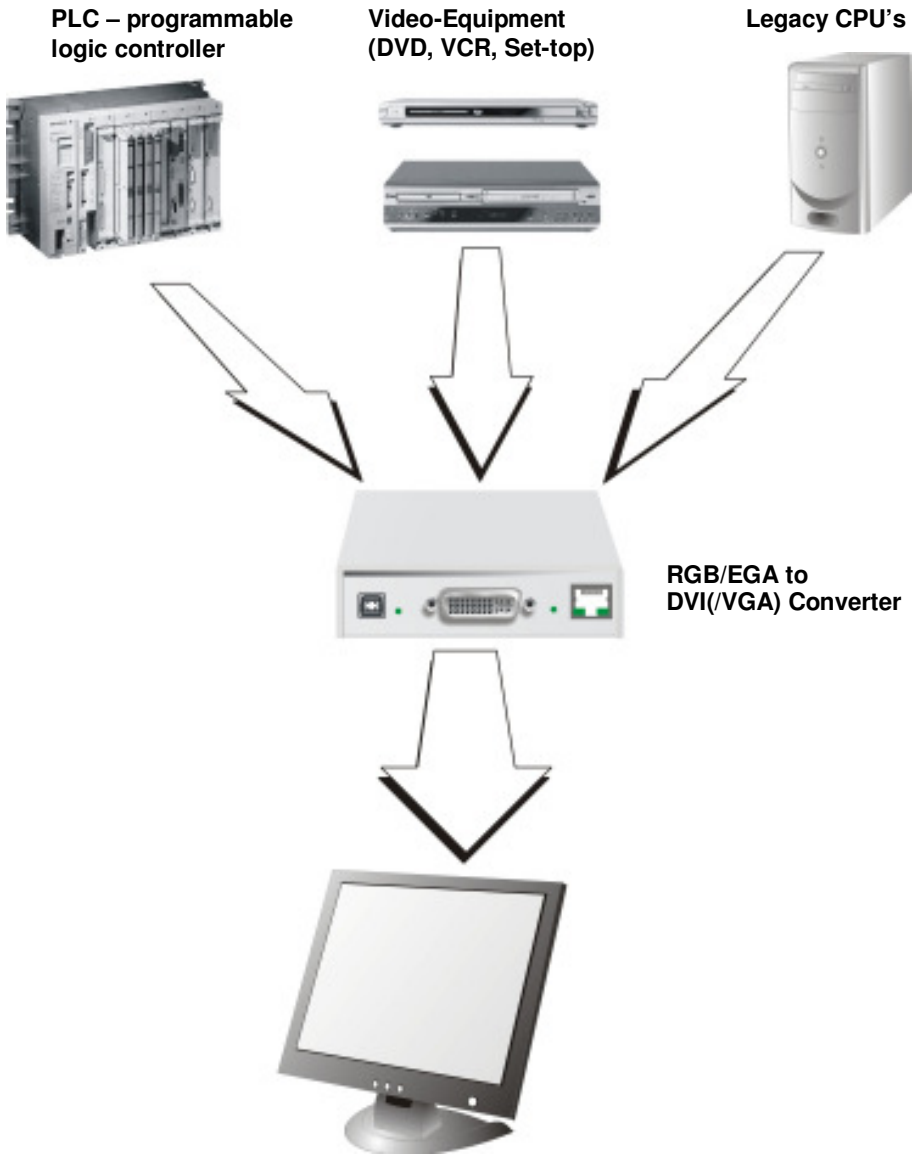 PLC – programmable
logic controller
Video-Equipment
(DVD, VCR, Set-top)
Legacy CPU's
RGB/EGA to
DVI(/VGA) Converter